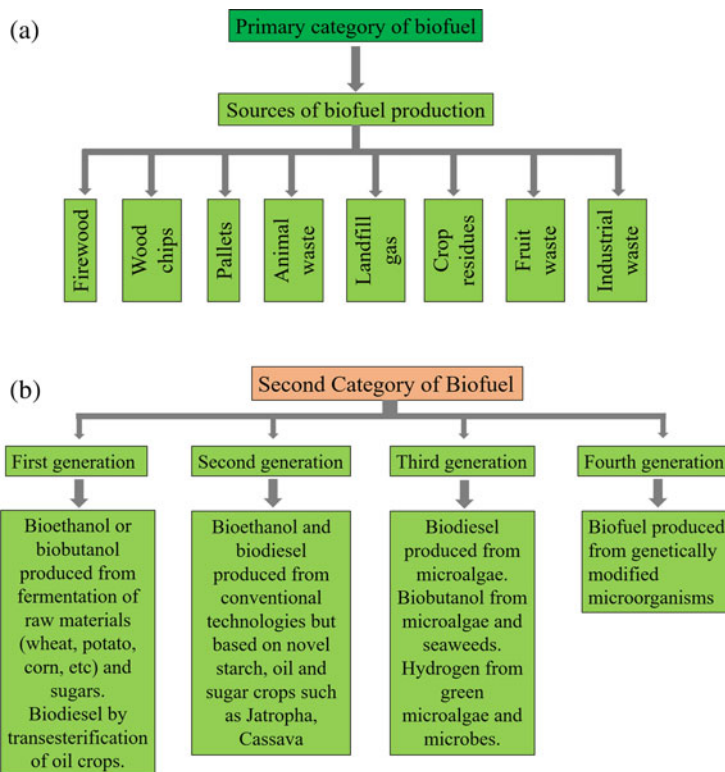 (a)
Primary category of biofuel
Sources of biofuel production
Firewood
Wood
chips
Pallets
Animal
waste
Landfill
gas
Crop
residues
Fruit
waste
Industrial
waste
(b)
Second Category of Biofuel
First generation
Second generation
Third generation
Fourth generation
Bioethanol or
biobutanol
produced from
fermentation of
raw materials
(wheat, potato,
corn, etc) and
sugars.
Biodiesel by
transesterification
of oil crops.
Bioethanol and
biodiesel
produced from
conventional
technologies but
based on novel
starch, oil and
sugar crops such
as Jatropha,
Cassava
Biodiesel
produced from
microalgae.
Biobutanol from
microalgae and
seaweeds.
Hydrogen from
green
microalgae and
microbes.
Biofuel produced
from genetically
modified
microorganisms